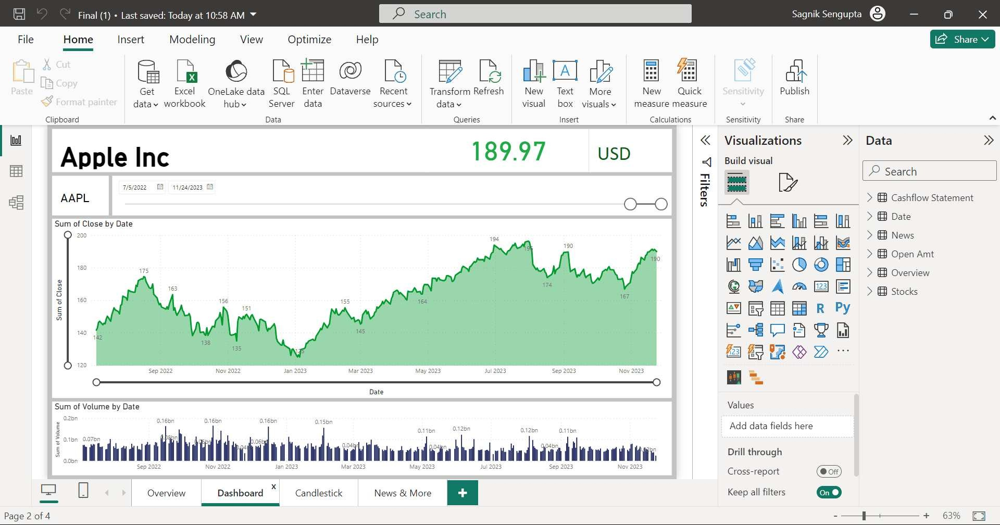 Final (1) • Last saved: Today at 10:58 AM
Search
Sagnik Sengupta
File Home Insert Modeling View Optimize Help
Share
Paste
Cut
Copy
Format painter
Clipboard
Get data
Excel workbook
OneLake data hub
SQL Server
Enter data
Dataverse
Recent sources
Data
Transform data
Refresh
Queries
New visual
A
Text box
More visuals
Insert
New measure
Quick measure
Calculations
Sensitivity
Sensitivity
Publish
Share
Apple Inc
189.97
USD
AAPL
7/5/2022
11/24/2023
Sum of Close by Date
Sum of Close
200
180
160
140
120
142
175
163
138
156
135
151
125
155
145
164
194
195
174
190
167
190
Sep 2022 Nov 2022 Jan 2023 Mar 2023 May 2023 Jul 2023 Sep 2023 Nov 2023
Date
Sum of Volume by Date
Sum of Volume
0.2bn
0.1bn
0.0bn
0.07bn
0.16bn
0.08bn
0.16bn
0.16bn
0.06bn
0.15bn
0.04bn
0.11bn
0.04bn
0.12bn
0.12bn
0.04bn
0.11bn
Sep 2022 Nov 2022 Jan 2023 Mar 2023 May 2023 Jul 2023 Sep 2023 Nov 2023
Filters
Visualizations
Build visual
123
R
Py
123
Values
Add data fields here
Drill through
Cross-report
Off
Keep all filters
On
Data
Search
Cashflow Statement
Date
News
Open Amt
Overview
Stocks
Overview
Dashboard
x
Candlestick
News & More
+
Page 2 of 4
- + 63%